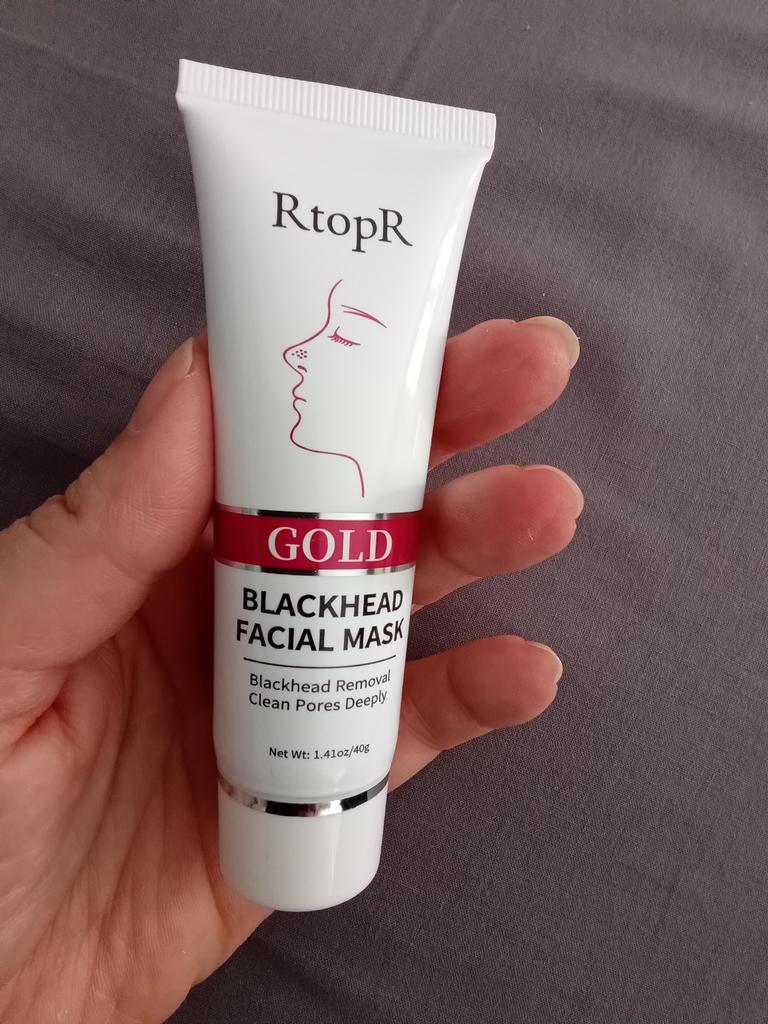 RtopR
GOLD
BLACKHEAD
FACIAL MASK
Blackhead Removal
Clean Pores Deeply
Net Wt: 1.41oz/40g